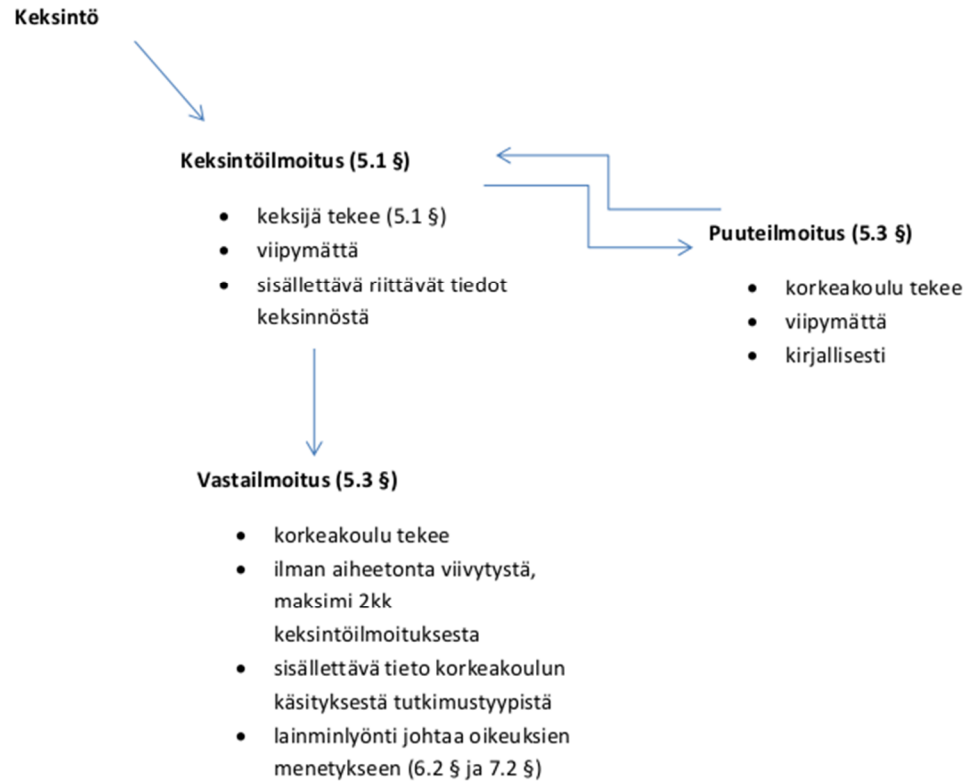 Keksintö
Keksintöilmoitus (5.1 §)
• keksijä tekee (5.1 §)
• viipymättä
• sisällettävä riittävät tiedot
keksinnöstä
Puuteilmoitus (5.3 §)
• korkeakoulu tekee
• viipymättä
• kirjallisesti
Vastailmoitus (5.3 §)
• korkeakoulu tekee
• ilman aiheetonta viivytystä,
maksimi 2kk
keksintöilmoituksesta
• sisällettävä tieto korkeakoulun
käsityksestä tutkimustyypistä
• lainminlyönti johtaa oikeuksien
menetykseen (6.2 § ja 7.2 §)